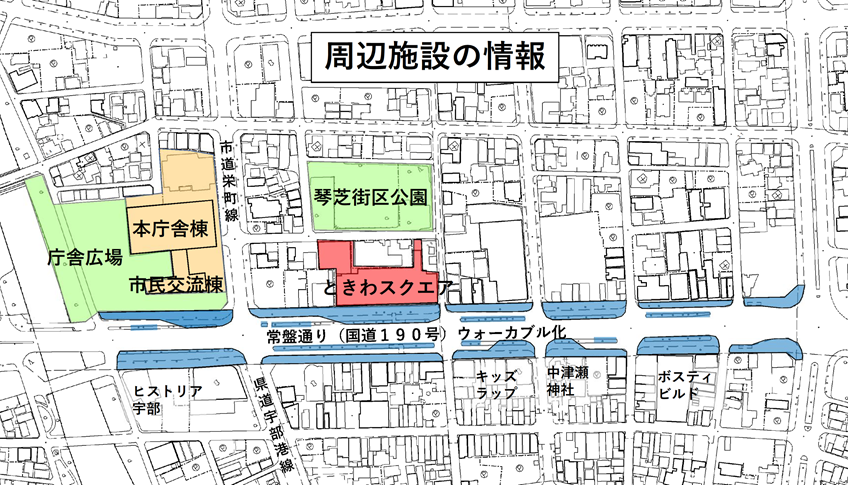 周辺施設の情報
市道栄町線
琴芝街区公園
本庁舎棟
庁舎広場
市民交流棟
ときわスクエア
常盤通り（国道１９０号）ウォーカブル化
ヒストリア
宇部
県道宇部港線
キッズ
ラップ
中津瀬
神社
ポスティ
ビルド